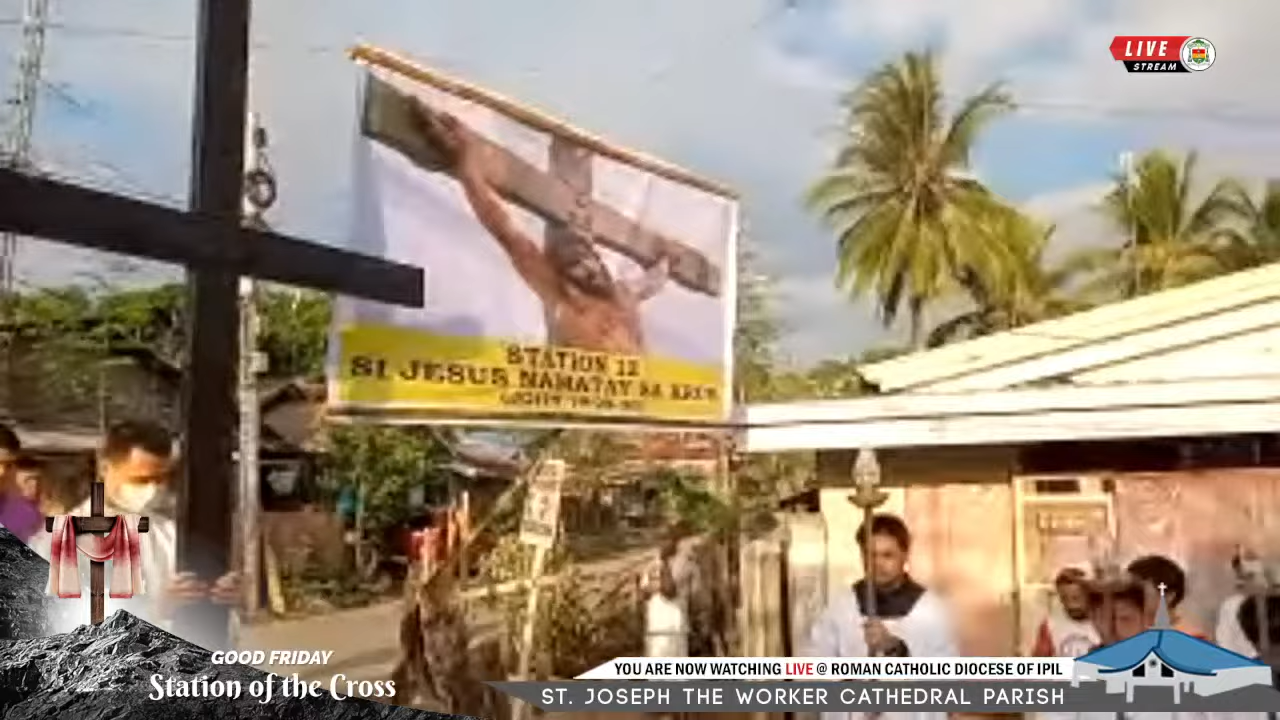 LIVE
STREAM
STATION 12
SI JESUS NAMATAY SA KRUS
GOOD FRIDAY
Station of the Cross
YOU ARE NOW WATCHING LIVE @ ROMAN CATHOLIC DIOCESE OF IPIL
ST. JOSEPH THE WORKER CATHEDRAL PARISH